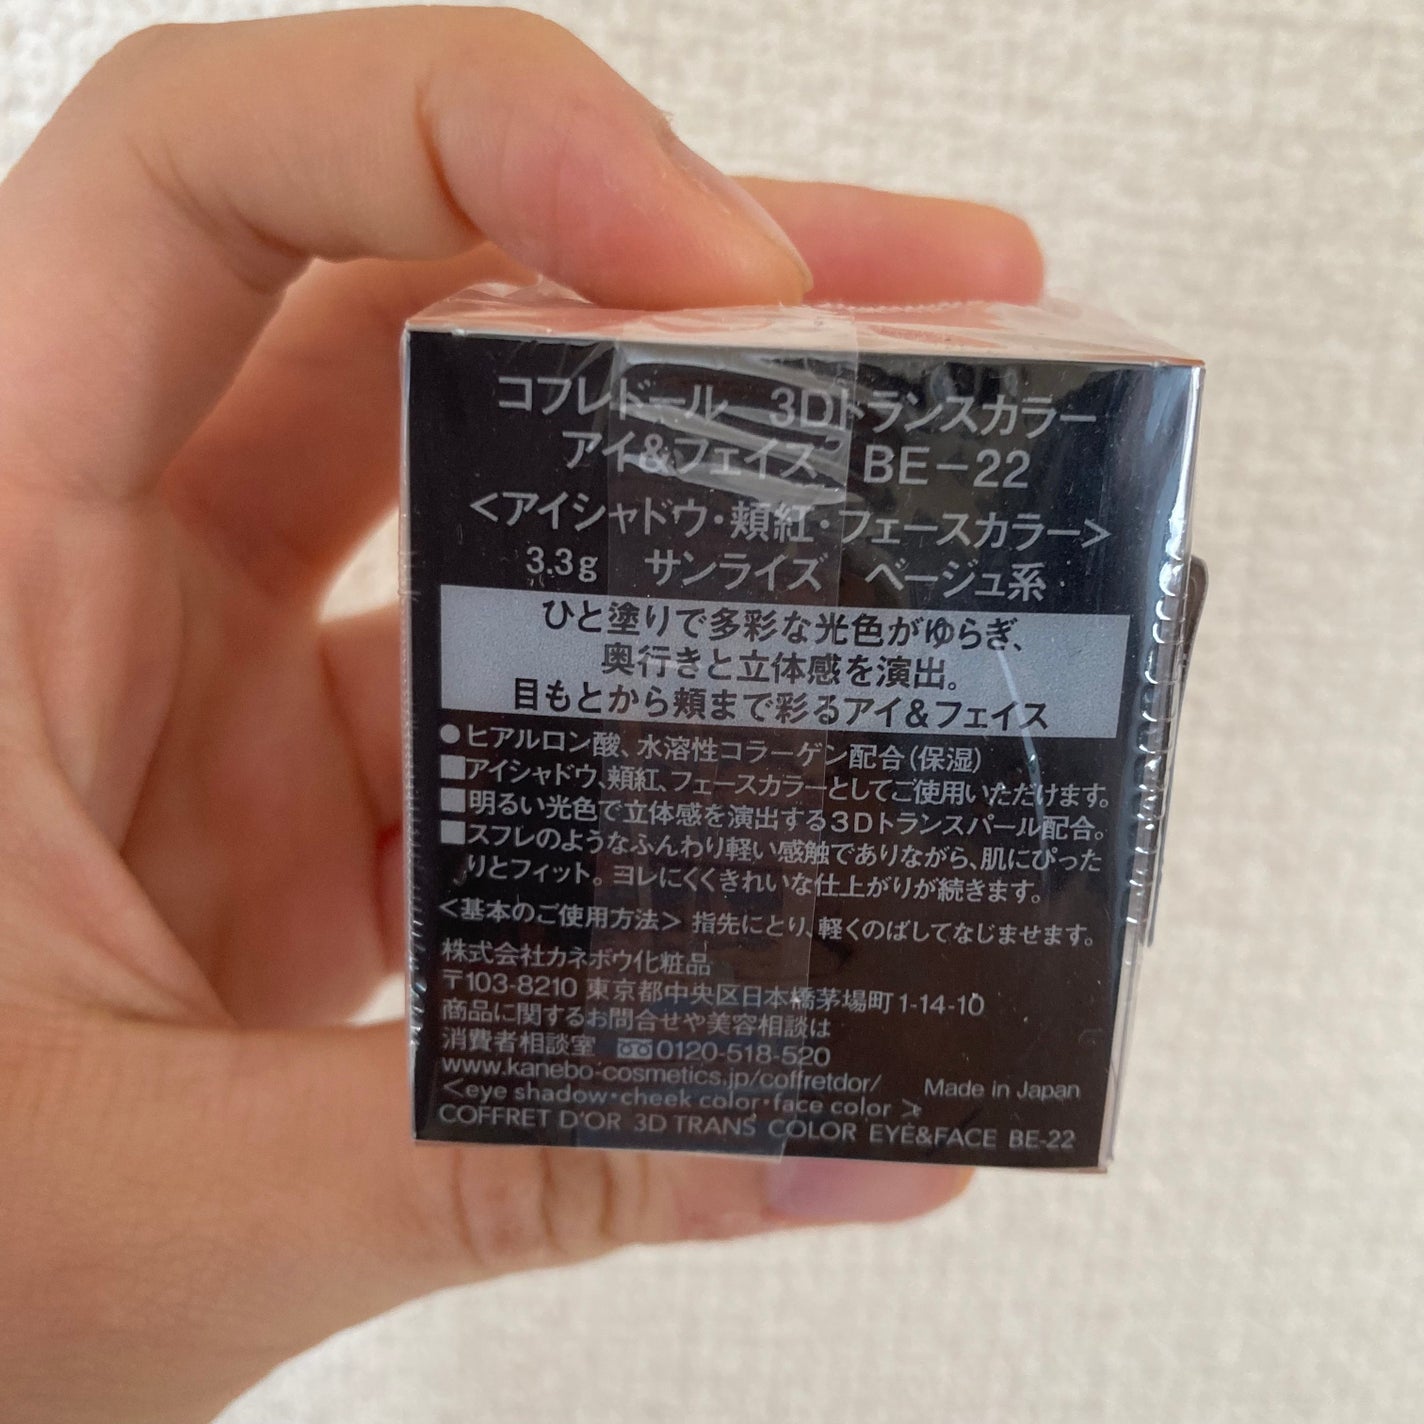 コフレドール 3Dトランスカラー
アイ&フェイス BE-22
<アイシャドウ・頬紅・フェースカラー>
3.3g サンライズ ベージュ系
ひと塗りで多彩な光色がゆらぎ、
奥行きと立体感を演出。
目もとから頬まで彩るアイ&フェイス
●ヒアルロン酸、水溶性コラーゲン配合(保湿)
■アイシャドウ、頬紅、フェースカラーとしてご使用いただけます。
■明るい光色で立体感を演出する3Dトランスパール配合。
■スフレのようなふんわり軽い感触でありながら、肌にぴった
りとフィット。ヨレにくくきれいな仕上がりが続きます。
<基本のご使用方法> 指先にとり、軽くのばしてなじませます。
株式会社カネボウ化粧品
〒103-8210 東京都中央区日本橋茅場町1-14-10
商品に関するお問合せや美容相談は
消費者相談室 0120-518-520
www.kanebo-cosmetics.jp/coffretdor/ Made in Japan
<eye shadow・cheek color・face color>
COFFRET D'OR 3D TRANS COLOR EYE&FACE BE-22